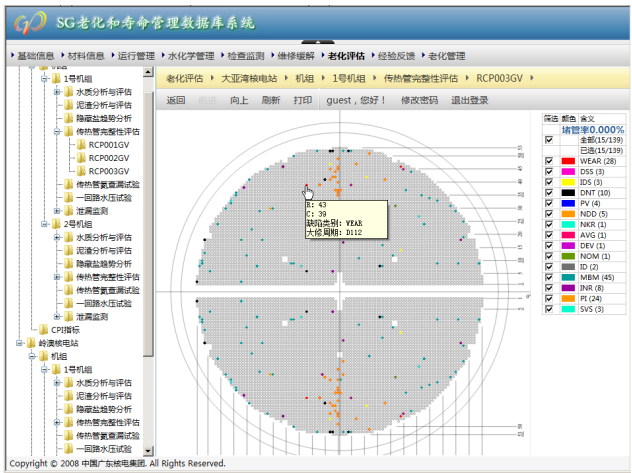 SG老化和寿命管理数据库系统
基础信息 材料信息 运行管理 水化学管理 检查监测 维修缓解 老化评估 经验反馈 老化管理
老化评估 大亚湾核电站 机组 1号机组 传热管完整性评估 RCP003GV
返回 前进 向上 刷新 打印 guest，您好！ 修改密码 退出登录
机组
1号机组
水质分析与评估
泥渣分析与评估
隐藏盐趋势分析
传热管完整性评估
RCP001GV
RCP002GV
RCP003GV
传热管氦查漏试验
一回路水压试验
泄漏监测
2号机组
水质分析与评估
泥渣分析与评估
隐藏盐趋势分析
传热管完整性评估
传热管氦查漏试验
一回路水压试验
泄漏监测
CPI指标
岭澳核电站
机组
1号机组
水质分析与评估
泥渣分析与评估
隐藏盐趋势分析
传热管完整性评估
传热管氦查漏试验
一回路水压试验
R: 43
C: 39
缺陷类别: WEAR
大修周期: D112
筛选 颜色 含义
堵管率0.000%
全部(15/139)
已选(15/139)
WEAR (28)
DSS (3)
IDS (3)
DNT (10)
PV (4)
NDD (5)
NKR (1)
AVG (1)
DEV (1)
NOM (1)
ID (2)
MBM (45)
INR (8)
PI (24)
SVS (3)
Copyright © 2008 中国广东核电集团. All Rights Reserved.